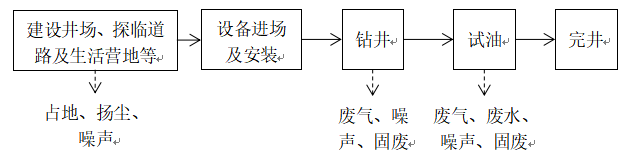 建设井场、探临道
路及生活营地等
设备进场
及安装
钻井
试油
完井
占地、扬尘、
噪声
废气、噪
声、固废
废气、废水、
噪声、固废